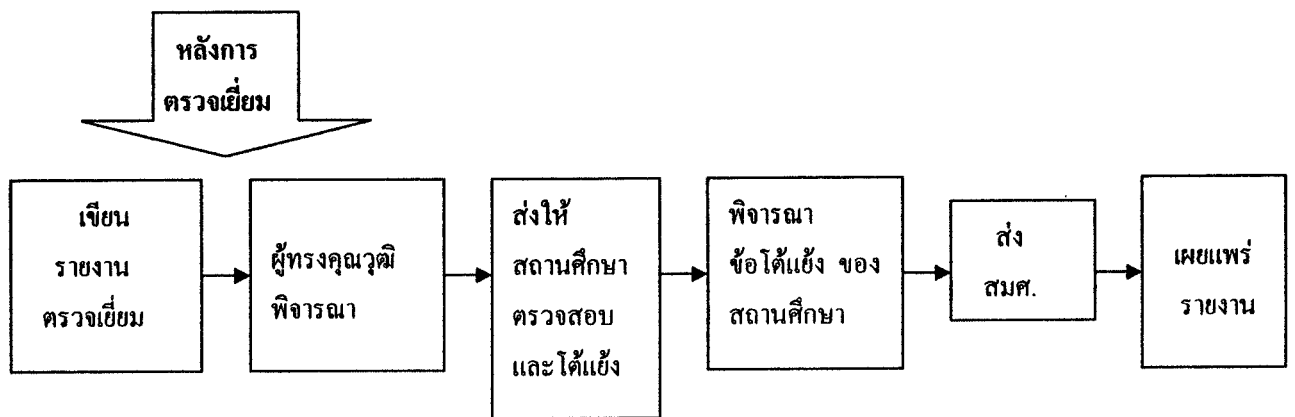 หลังการ
ตรวจเยี่ยม
เขียน
รายงาน
ตรวจเยี่ยม
ผู้ทรงคุณวุฒิ
พิจารณา
ส่งให้
สถานศึกษา
ตรวจสอบ
และโต้แย้ง
พิจารณา
ข้อโต้แย้ง ของ
สถานศึกษา
ส่ง
สมศ.
เผยแพร่
รายงาน